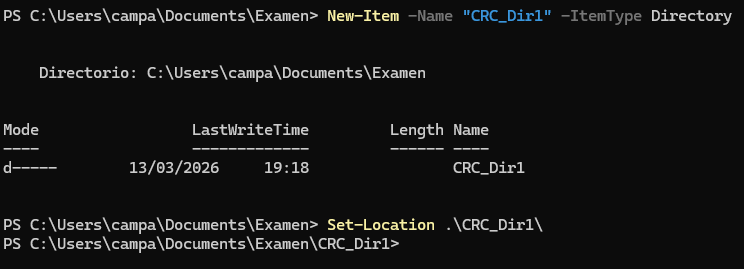 PS C:\Users\campa\Documents\Examen> New-Item -Name "CRC_Dir1" -ItemType Directory
Directorio: C:\Users\campa\Documents\Examen
Mode LastWriteTime Length Name
---- ------------- ------ ----
d----- 13/03/2026 19:18 CRC_Dir1
PS C:\Users\campa\Documents\Examen> Set-Location .\CRC_Dir1\
PS C:\Users\campa\Documents\Examen\CRC_Dir1>